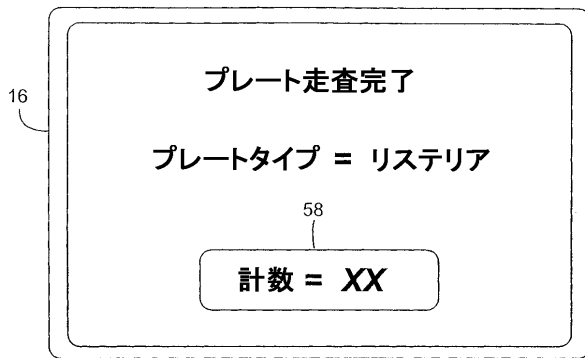 プレート走査完了
16
プレートタイプ = リステリア
58
計数 = XX